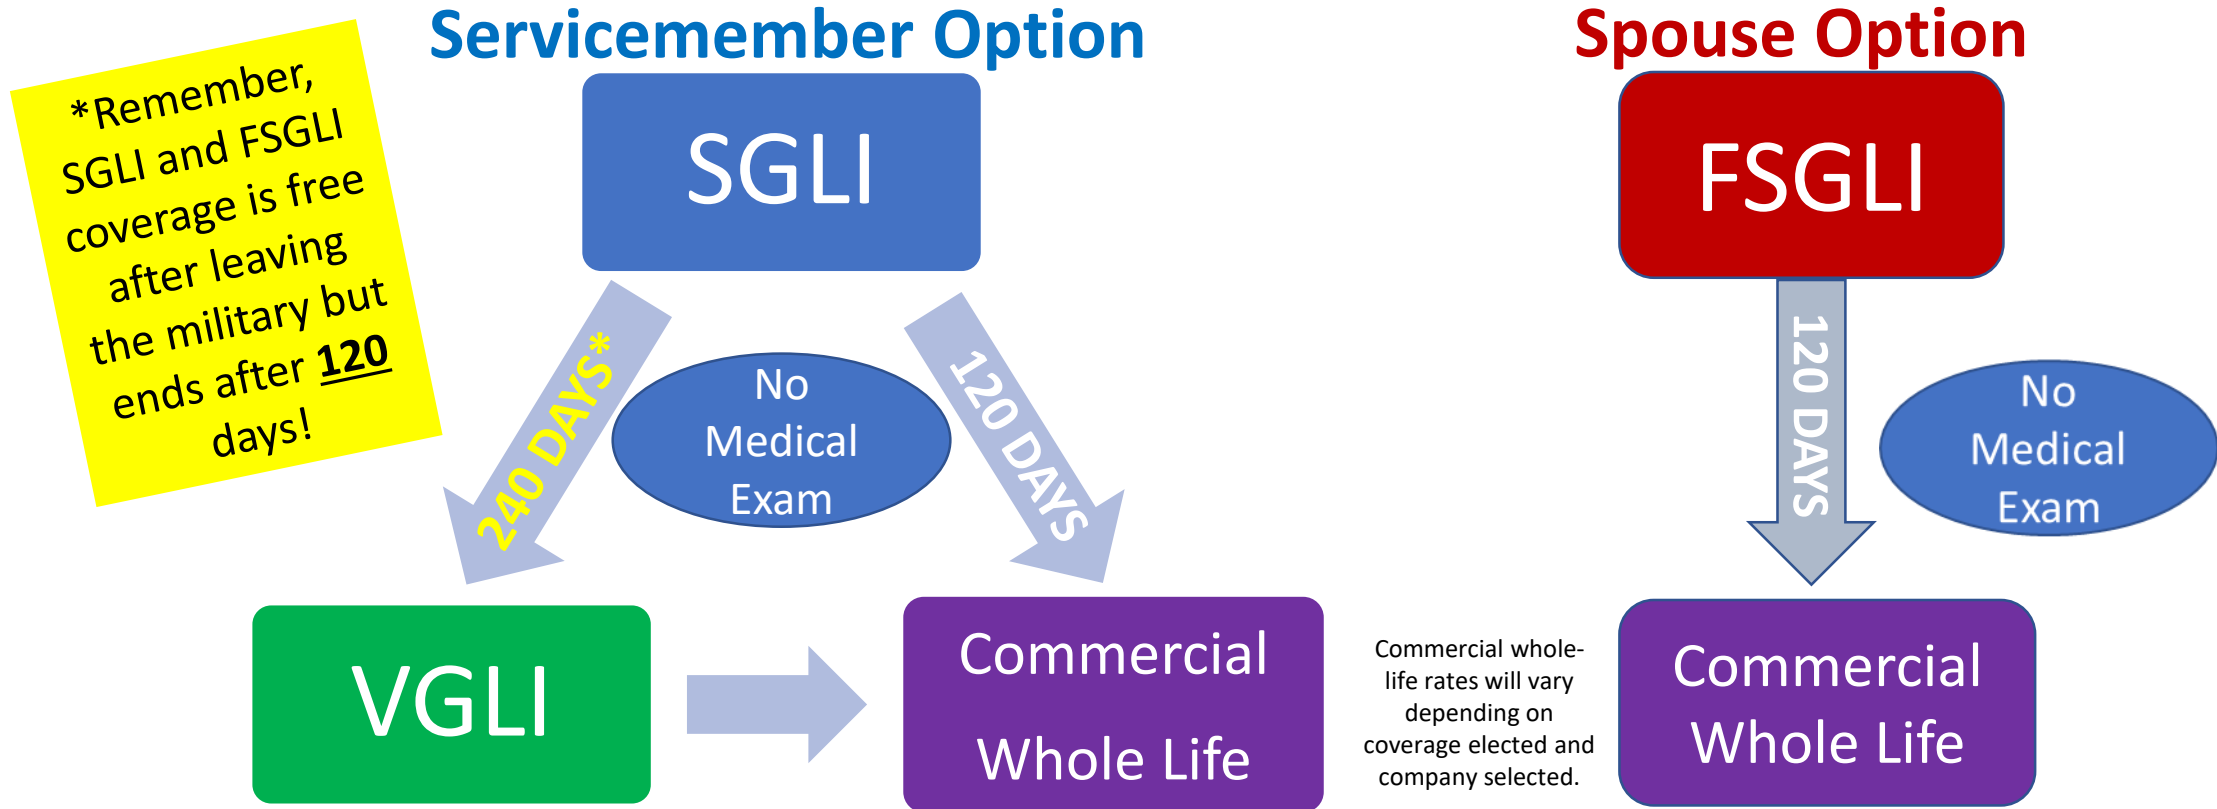 Servicemember Option
Spouse Option
*Remember,
SGLI and FSGLI
coverage is free
after leaving
the military but
ends after 120
days!
SGLI
FSGLI
240 DAYS*
No
Medical
Exam
120 DAYS
120 DAYS
No
Medical
Exam
VGLI
Commercial
Whole Life
Commercial whole-
life rates will vary
depending on
coverage elected and
company selected.
Commercial
Whole Life